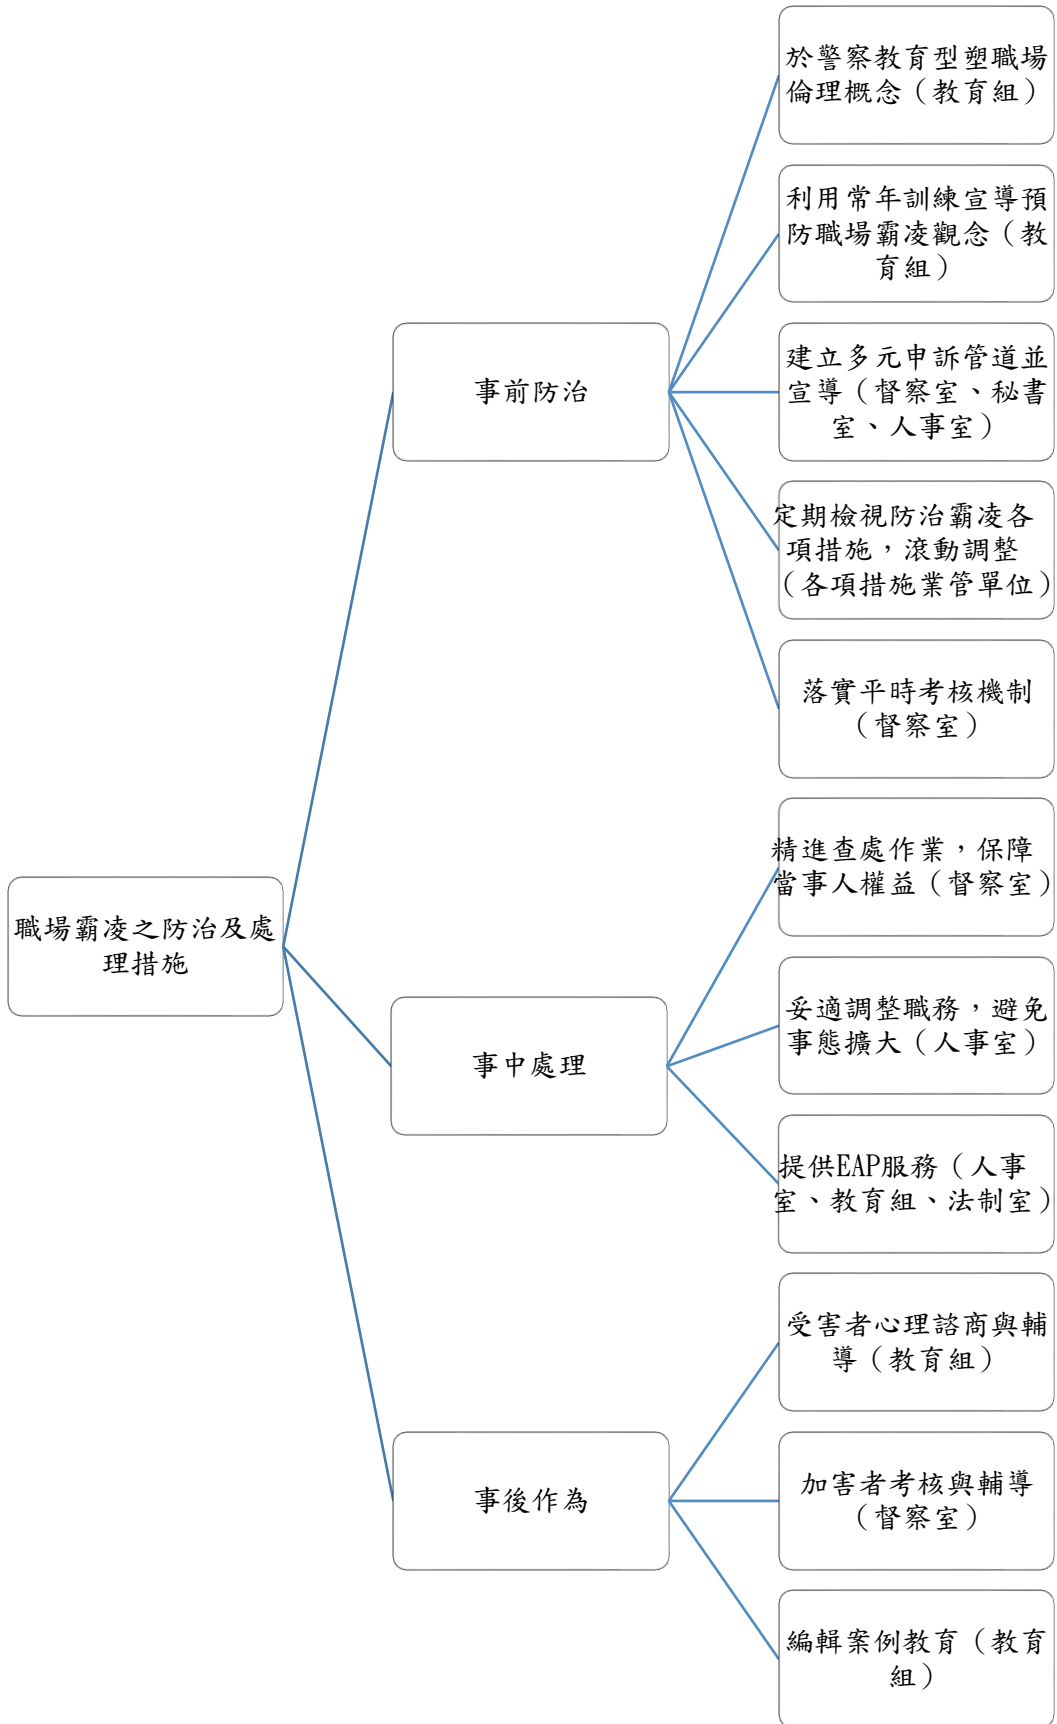 職場霸凌之防治及處
理措施
事前防治
於警察教育型塑職場
倫理概念（教育組）
利用常年訓練宣導預
防職場霸凌觀念（教
育組）
建立多元申訴管道並
宣導（督察室、秘書
室、人事室）
定期檢視防治霸凌各
項措施，滾動調整
（各項措施業管單位）
落實平時考核機制
（督察室）
事中處理
精進查處作業，保障
當事人權益（督察室）
妥適調整職務，避免
事態擴大（人事室）
提供EAP服務（人事
室、教育組、法制室）
事後作為
受害者心理諮商與輔
導（教育組）
加害者考核與輔導
（督察室）
編輯案例教育（教育
組）